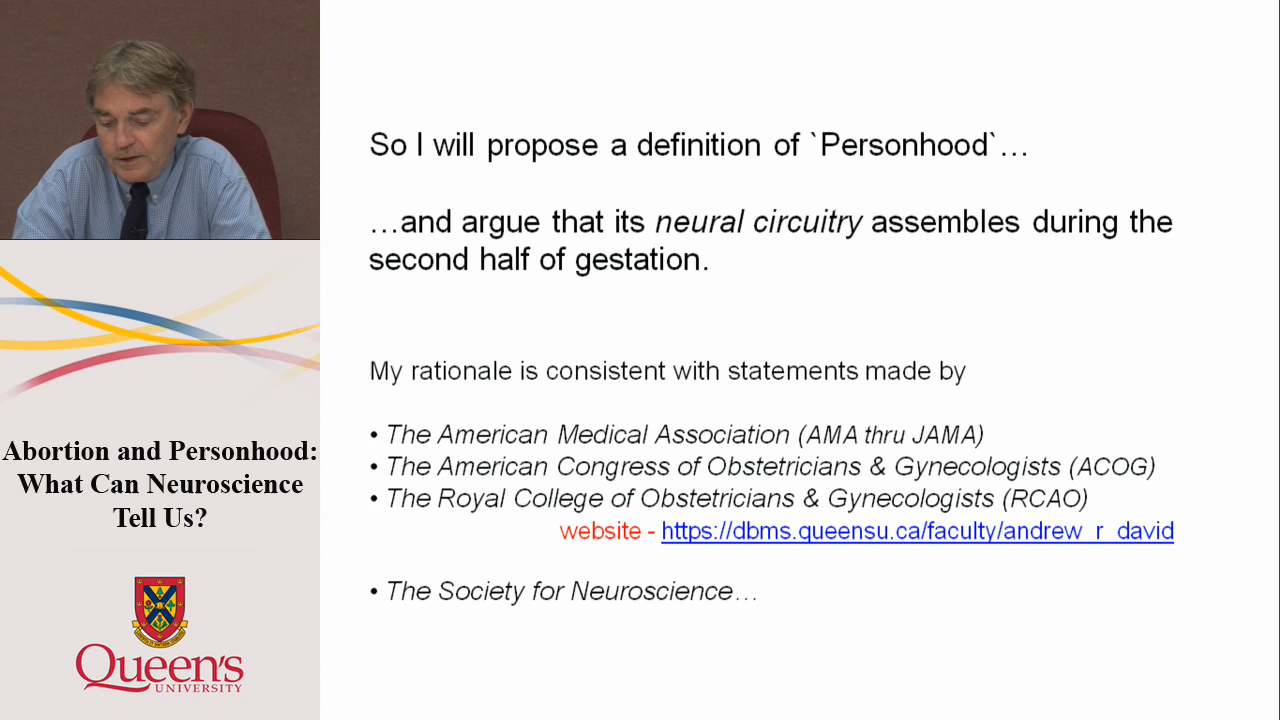 So I will propose a definition of `Personhood`…
…and argue that its neural circuitry assembles during the
second half of gestation.
My rationale is consistent with statements made by
• The American Medical Association (AMA thru JAMA)
• The American Congress of Obstetricians & Gynecologists (ACOG)
• The Royal College of Obstetricians & Gynecologists (RCAO)
website - https://dbms.queensu.ca/faculty/andrew_r_david
• The Society for Neuroscience…
Abortion and Personhood:
What Can Neuroscience
Tell Us?
Queen's
UNIVERSITY